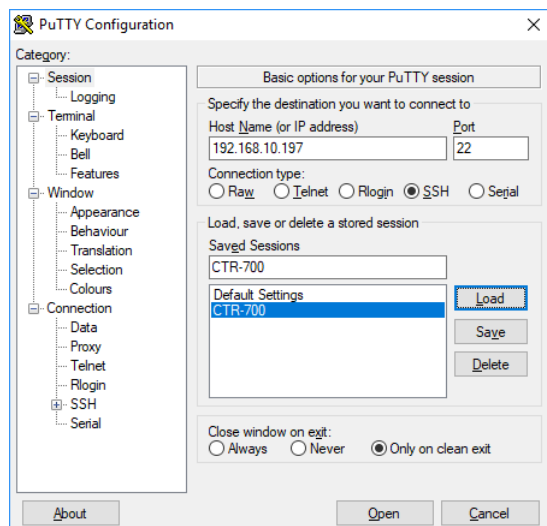 PuTTY Configuration
Category:
Session
Logging
Terminal
Keyboard
Bell
Features
Window
Appearance
Behaviour
Translation
Selection
Colours
Connection
Data
Proxy
Telnet
Rlogin
SSH
Serial
Basic options for your PuTTY session
Specify the destination you want to connect to
Host Name (or IP address) Port
192.168.10.197 22
Connection type:
Raw Telnet Rlogin SSH Serial
Load, save or delete a stored session
Saved Sessions
CTR-700
Default Settings
CTR-700
Load
Save
Delete
Close window on exit:
Always Never Only on clean exit
About Open Cancel